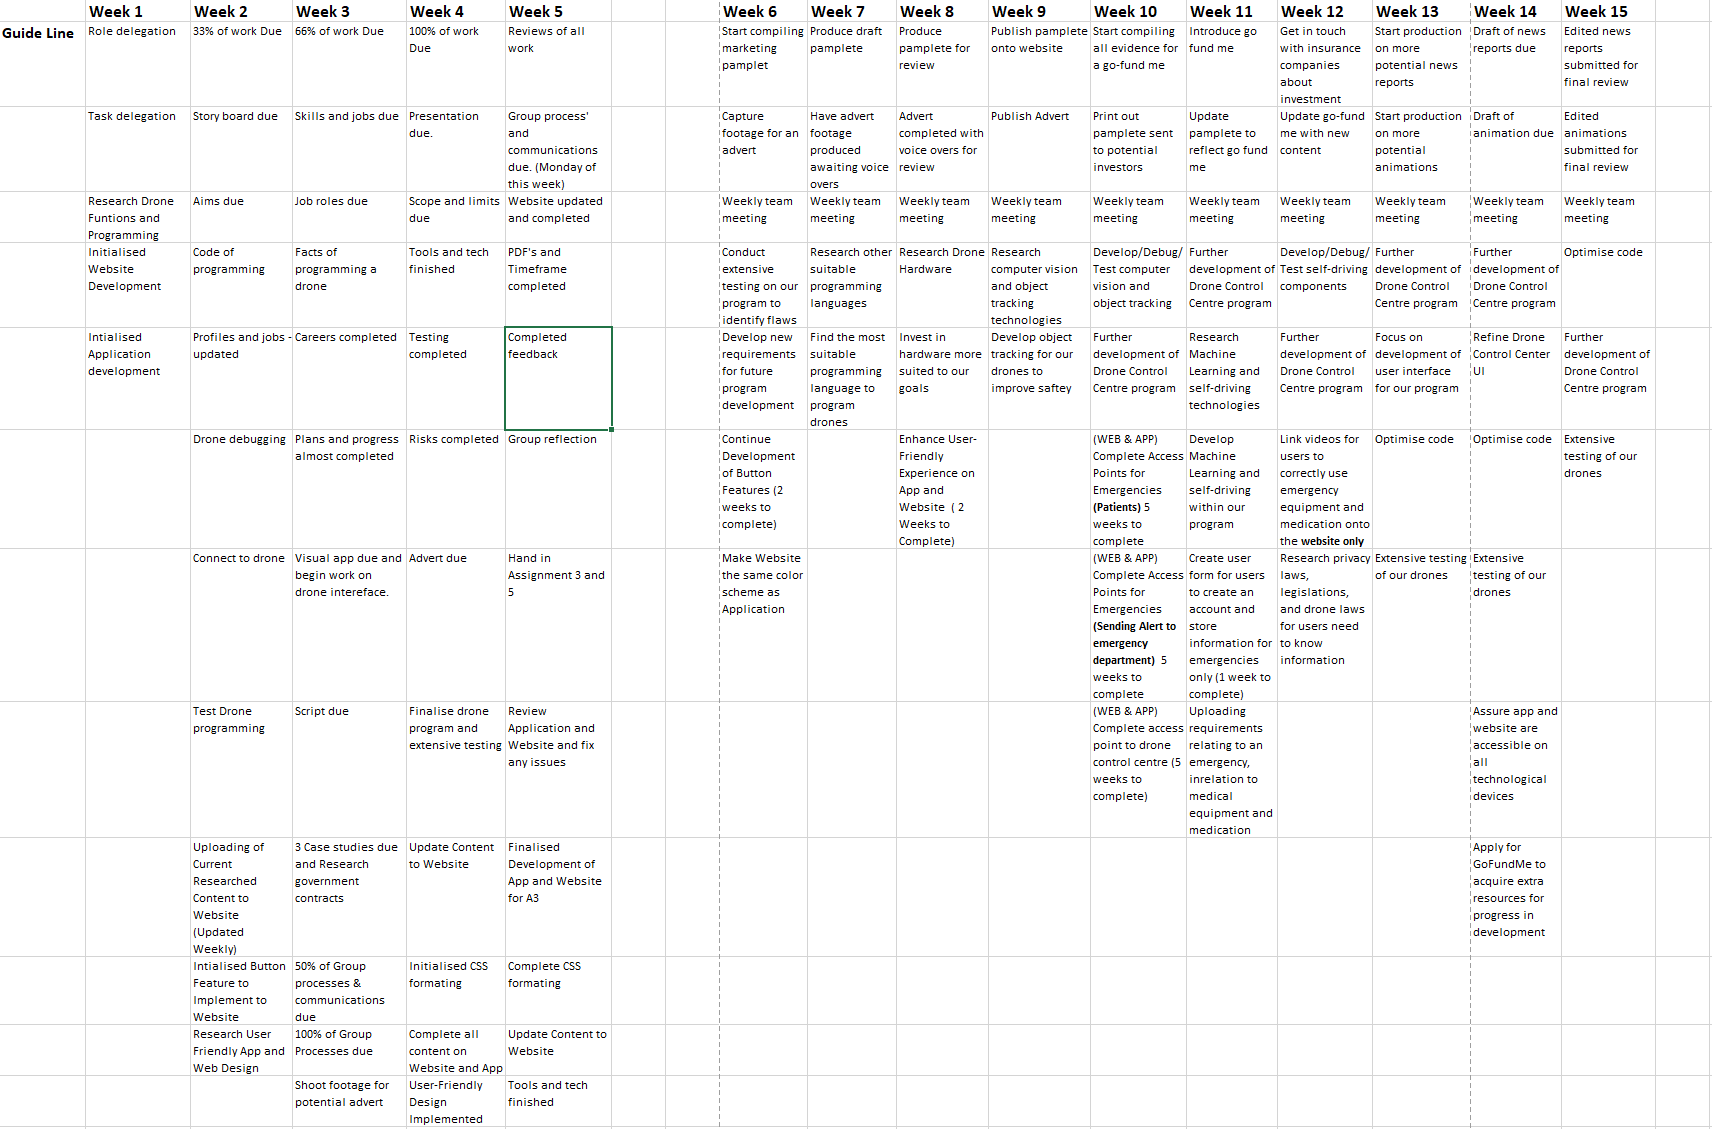 Week 1 Week 2 Week 3 Week 4 Week 5 Week 6 Week 7 Week 8 Week 9 Week 10 Week 11 Week 12 Week 13 Week 14 Week 15
Guide Line
Role delegation
33% of work Due
66% of work Due
100% of work
Due
Reviews of all
work
Start compiling
marketing
pamplet
Produce draft
pamplete
Produce
pamplete for
review
Publish pamplete
onto website
Start compiling
all evidence for
a go-fund me
Introduce go
fund me
Get in touch
with insurance
companies
about
investment
Start production
on more
potential news
reports
Draft of news
reports due
Edited news
reports
submitted for
final review
Task delegation
Story board due
Skills and jobs due
Presentation
due.
Group process'
and
communications
due. (Monday of
this week)
Capture
footage for an
advert
Have advert
footage
produced
awaiting voice
overs
Advert
completed with
voice overs for
review
Publish Advert
Print out
pamplete sent
to potential
investors
Update
pamplete to
reflect go fund
me
Update go-fund
me with new
content
Start production
on more
potential
animations
Draft of
animation due
Edited
animations
submitted for
final review
Research Drone
Funtions and
Programming
Aims due
Job roles due
Scope and limits
due
Website updated
and completed
Weekly team
meeting
Weekly team
meeting
Weekly team
meeting
Weekly team
meeting
Weekly team
meeting
Weekly team
meeting
Weekly team
meeting
Weekly team
meeting
Weekly team
meeting
Weekly team
meeting
Initialised
Website
Development
Code of
programming
Facts of
programming a
drone
Tools and tech
finished
PDF's and
Timeframe
completed
Conduct
extensive
testing on our
program to
identify flaws
Research other
suitable
programming
languages
Research Drone
Hardware
Research
computer vision
and object
tracking
technologies
Develop/Debug/
Test computer
vision and
object tracking
Further
development of
Drone Control
Centre program
Develop/Debug/
Test self-driving
components
Further
development of
Drone Control
Centre program
Further
development of
Drone Control
Centre program
Optimise code
Intialised
Application
development
Profiles and jobs -
updated
Careers completed
Testing
completed
Completed
feedback
Develop new
requirements
for future
program
development
Find the most
suitable
programming
language to
program
drones
Invest in
hardware more
suited to our
goals
Develop object
tracking for our
drones to
improve saftey
Further
development of
Drone Control
Centre program
Research
Machine
Learning and
self-driving
technologies
Further
development of
Drone Control
Centre program
Focus on
development of
user interface
for our program
Refine Drone
Control Center
UI
Further
development of
Drone Control
Centre program
Drone debugging
Plans and progress
almost completed
Risks completed
Group reflection
Continue
Development
of Button
Features (2
weeks to
complete)
Enhance User-
Friendly
Experience on
App and
Website ( 2
Weeks to
Complete)
(WEB & APP)
Complete Access
Points for
Emergencies
(Patients) 5
weeks to
complete
Develop
Machine
Learning and
self-driving
within our
program
Link videos for
users to
correctly use
emergency
equipment and
medication onto
the website only
Optimise code
Optimise code
Extensive
testing of our
drones
Connect to drone
Visual app due and
begin work on
drone intereface.
Advert due
Hand in
Assignment 3 and
5
Make Website
the same color
scheme as
Application
(WEB & APP)
Complete Access
Points for
Emergencies
(Sending Alert to
emergency
department) 5
weeks to
complete
Create user
form for users
to create an
account and
store
information for
emergencies
only (1 week to
complete)
Research privacy
laws,
legislations,
and drone laws
for users need
to know
information
Extensive testing
of our drones
Extensive
testing of our
drones
Test Drone
programming
Script due
Finalise drone
program and
extensive testing
Review
Application and
Website and fix
any issues
(WEB & APP)
Complete access
point to drone
control centre (5
weeks to
complete)
Uploading
requirements
relating to an
emergency,
inrelation to
medical
equipment and
medication
Assure app and
website are
accessible on
all
technological
devices
Uploading of
Current
Researched
Content to
Website
(Updated
Weekly)
3 Case studies due
and Research
government
contracts
Update Content
to Website
Finalised
Development of
App and Website
for A3
Apply for
GoFundMe to
acquire extra
resources for
progress in
development
Intialised Button
Feature to
Implement to
Website
50% of Group
processes &
communications
due
Initialised CSS
formating
Complete CSS
formating
Research User
Friendly App and
Web Design
100% of Group
Processes due
Complete all
content on
Website and App
Update Content to
Website
Shoot footage for
potential advert
User-Friendly
Design
Implemented
Tools and tech
finished